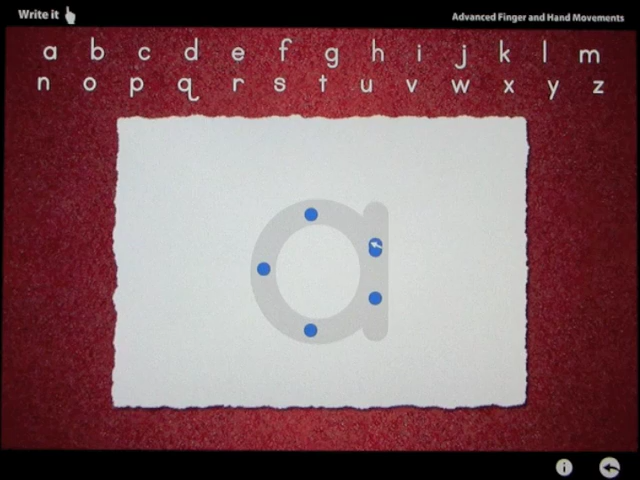 Write it
Advanced Finger and Hand Movements
a b c d e f g h i j k l m
n o p q r s t u v w x y z
a
i